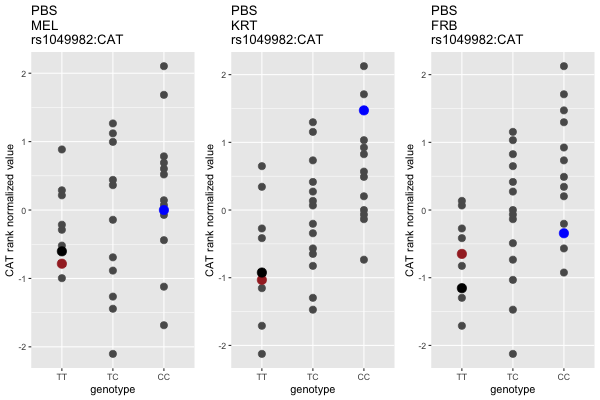 PBS
MEL
rs1049982:CAT
CAT rank normalized value
2
1
0
-1
-2
TT
TC
CC
genotype
PBS
KRT
rs1049982:CAT
CAT rank normalized value
2
1
0
-1
-2
TT
TC
CC
genotype
PBS
FRB
rs1049982:CAT
CAT rank normalized value
2
1
0
-1
-2
TT
TC
CC
genotype